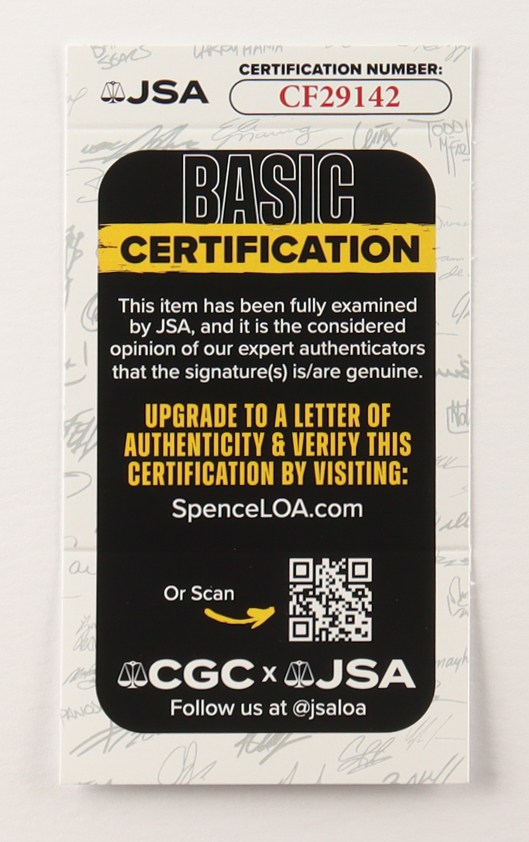 JSA
CERTIFICATION NUMBER:
CF29142
BASIC
CERTIFICATION
This item has been fully examined
by JSA, and it is the considered
opinion of our expert authenticators
that the signature(s) is/are genuine.
UPGRADE TO A LETTER OF
AUTHENTICITY & VERIFY THIS
CERTIFICATION BY VISITING:
SpenceLOA.com
Or Scan
CGC x JSA
Follow us at @jsaloa